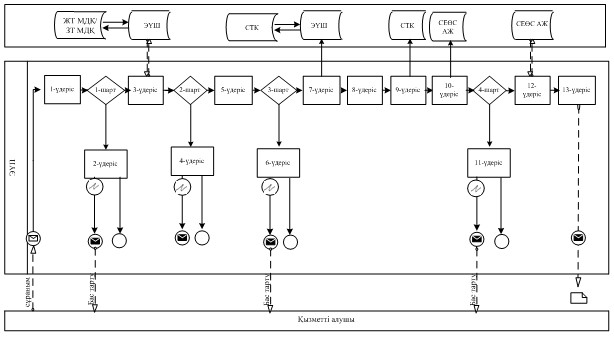 ЖТ МДҚ/
ЗТ МДҚ
ЭҮШ
СТК
ЭҮШ
СТК
СЕӨС
АЖ
СЕӨС АЖ
ЭҮП
1-үдеріс
1-шарт
3-үдеріс
2-шарт
5-үдеріс
3-шарт
7-үдеріс
8-үдеріс
9-үдеріс
10-
үдеріс
4-шарт
12-
үдеріс
13-үдеріс
2-үдеріс
4-үдеріс
6-үдеріс
11-үдеріс
сұраным
Бас тарту
Бас тарту
Бас тарту
Қызметті алушы